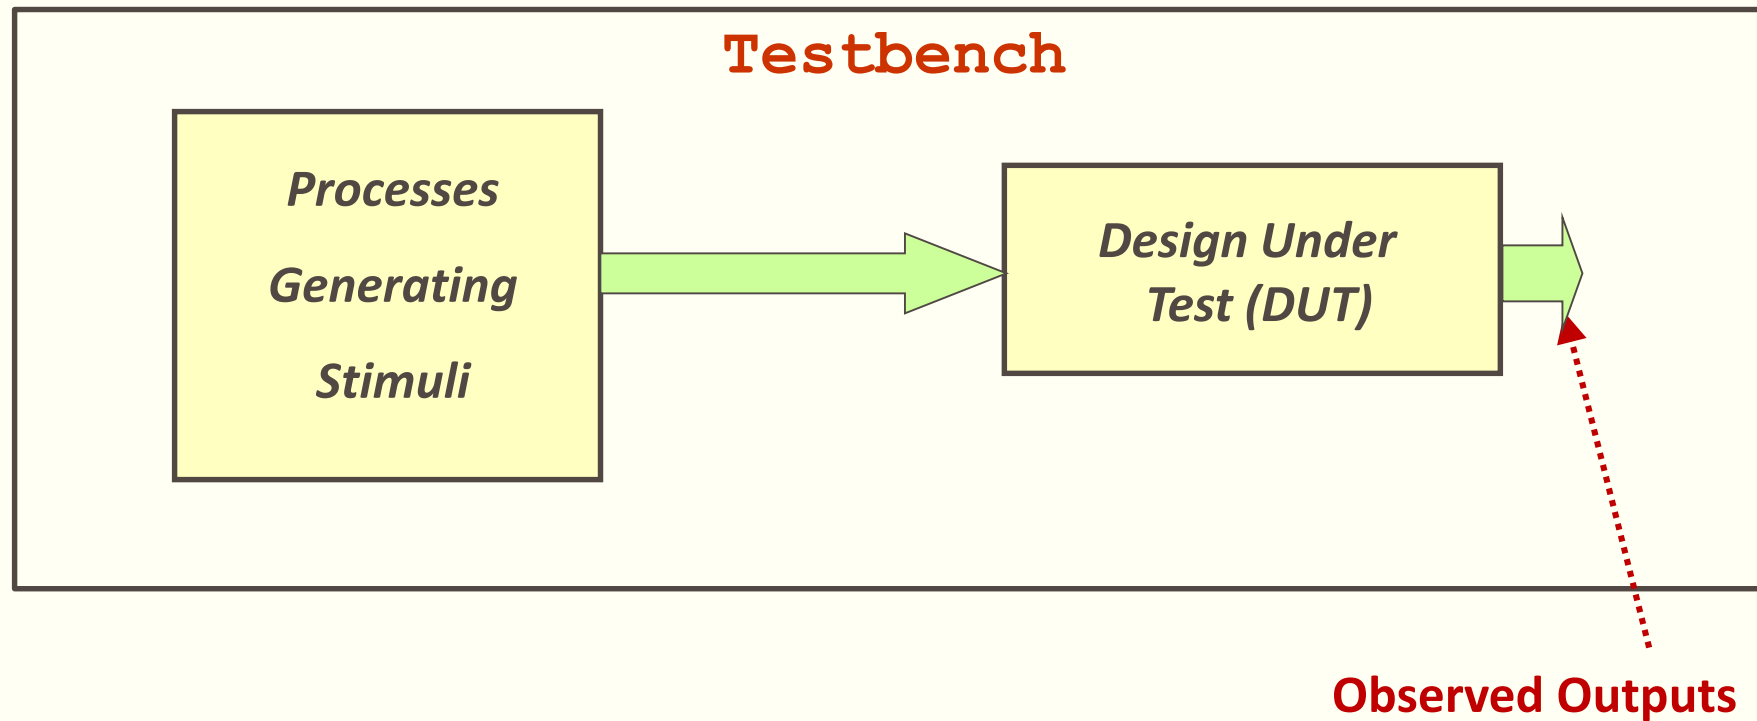 Testbench
Processes
Generating
Stimuli
Design Under
Test (DUT)
Observed Outputs